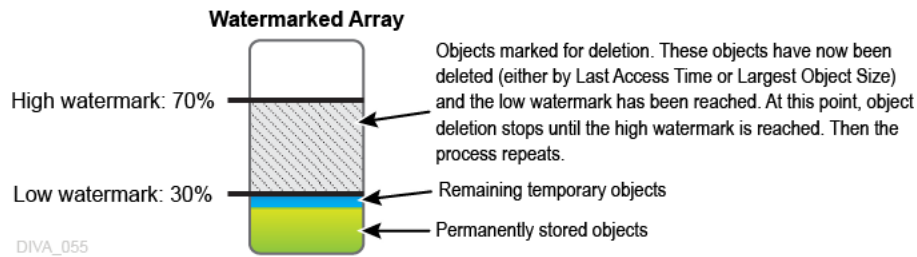 Watermarked Array
Objects marked for deletion. These objects have now been
deleted (either by Last Access Time or Largest Object Size)
and the low watermark has been reached. At this point, object
deletion stops until the high watermark is reached. Then the
process repeats.
High watermark: 70%
Low watermark: 30%
Remaining temporary objects
Permanently stored objects
DIVA_055